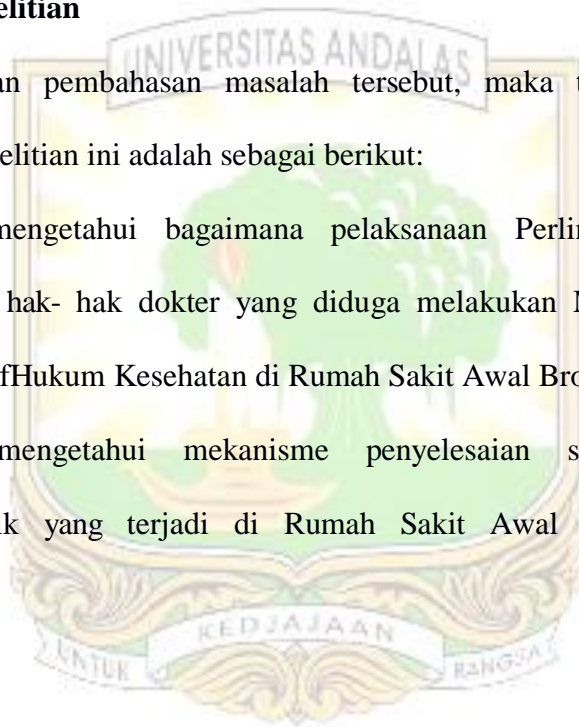 elitian
UNIVERSITAS ANDALAS
an pembahasan masalah tersebut, maka t
elitian ini adalah sebagai berikut:
mengetahui bagaimana pelaksanaan Perlin
hak- hak dokter yang diduga melakukan
fHukum Kesehatan di Rumah Sakit Awal Bro
mengetahui mekanisme penyelesaian s
ik yang terjadi di Rumah Sakit Awal
KEDJAJAAN
UNTUK BANGSA